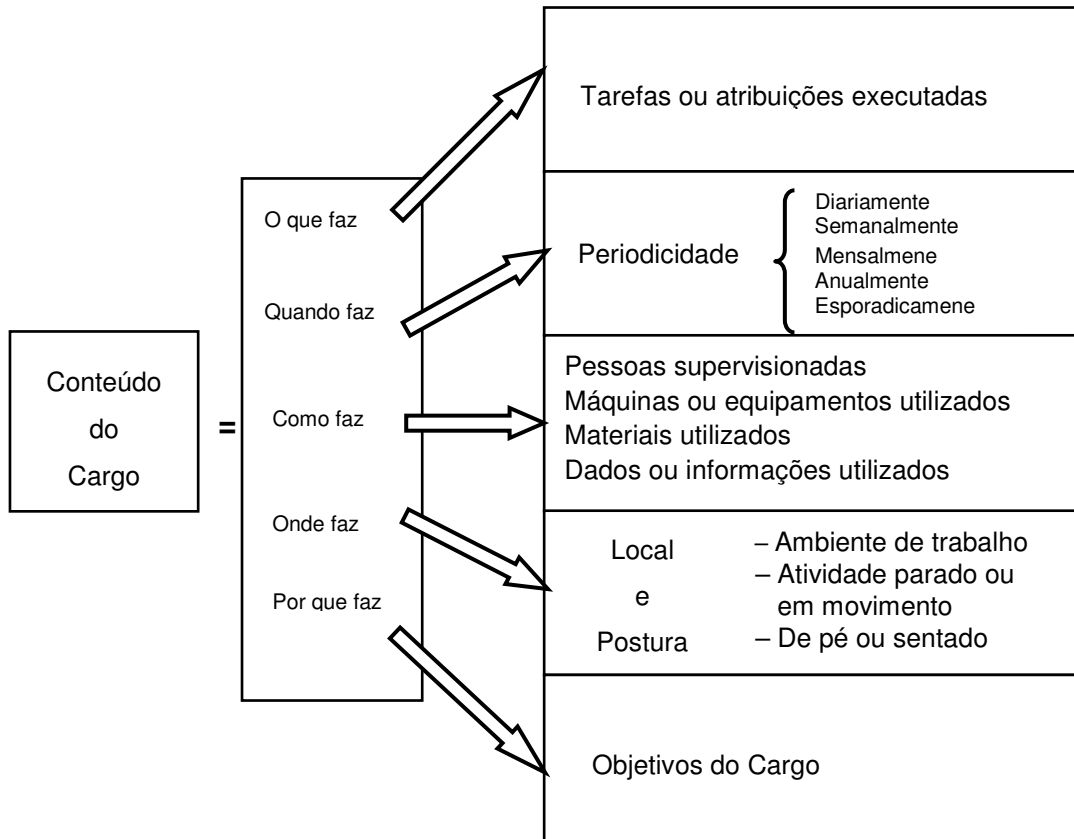 Conteúdo
do
Cargo
=
O que faz
Quando faz
Como faz
Onde faz
Por que faz
Tarefas ou atribuições executadas
Periodicidade
Diariamente
Semanalmente
Mensalmene
Anualmente
Esporadicamene
Pessoas supervisionadas
Máquinas ou equipamentos utilizados
Materiais utilizados
Dados ou informações utilizados
Local
e
Postura
– Ambiente de trabalho
– Atividade parado ou
em movimento
– De pé ou sentado
Objetivos do Cargo